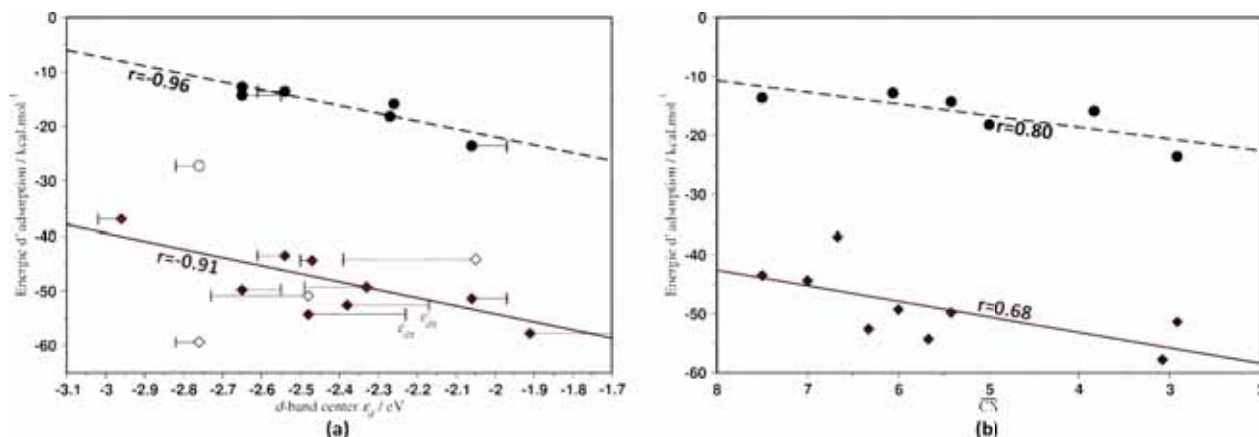 0
-10
-20
-30
-40
-50
-60
Energie d' adsorption / kcal.mol⁻¹
r=-0.96
r=-0.91
-3.1 -2.9 -2.8 -2.7 -2.6 -2.5 -2.4 -2.3 -2.2 -2.1 -2 -1.9 -1.8 -1.7
d-band center εd / eV
(a)
0
-10
-20
-30
-40
-50
-60
Energie d' adsorption / kcal.mol⁻¹
r=0.80
r=0.68
8 7 6 5 4 3 2
CN
(b)